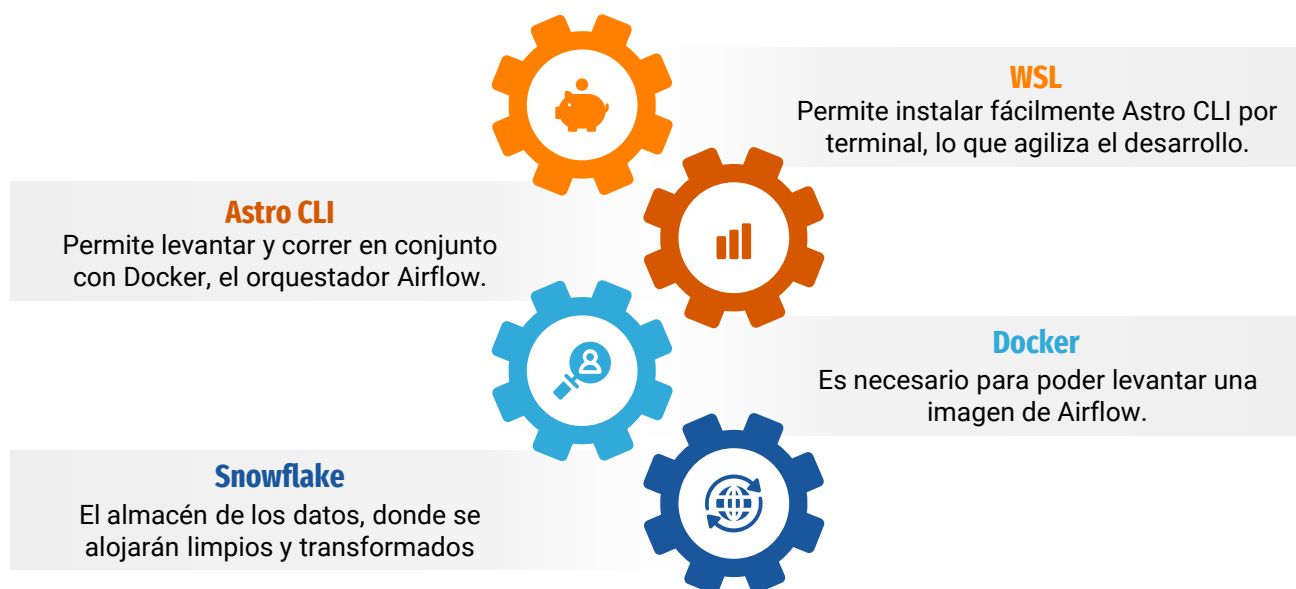 WSL
Permite instalar fácilmente Astro CLI por
terminal, lo que agiliza el desarrollo.
Astro CLI
Permite levantar y correr en conjunto
con Docker, el orquestador Airflow.
Docker
Es necesario para poder levantar una
imagen de Airflow.
Snowflake
El almacén de los datos, donde se
alojarán limpios y transformados